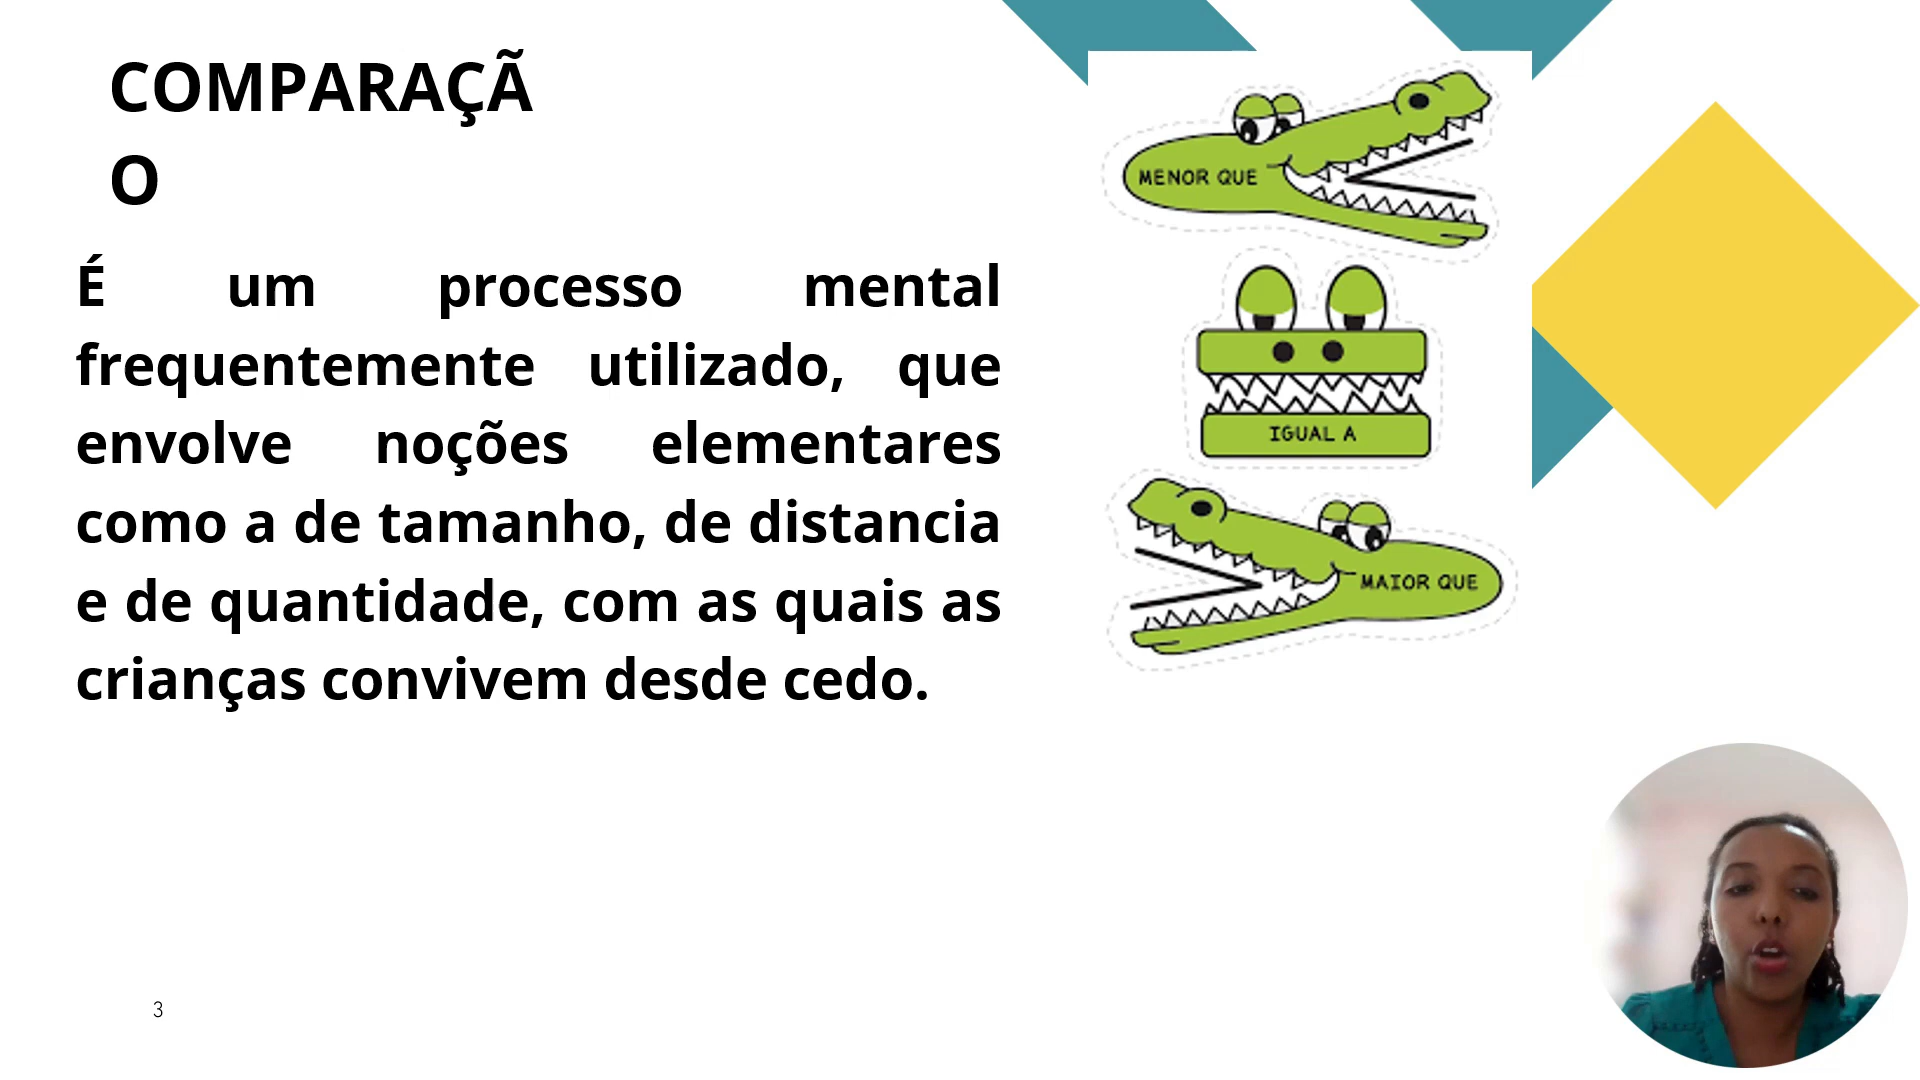 COMPARAÇÃ
O
É um processo mental
frequentemente utilizado, que
envolve noções elementares
como a de tamanho, de distancia
e de quantidade, com as quais as
crianças convivem desde cedo.
MENOR QUE
IGUAL A
MAIOR QUE
3